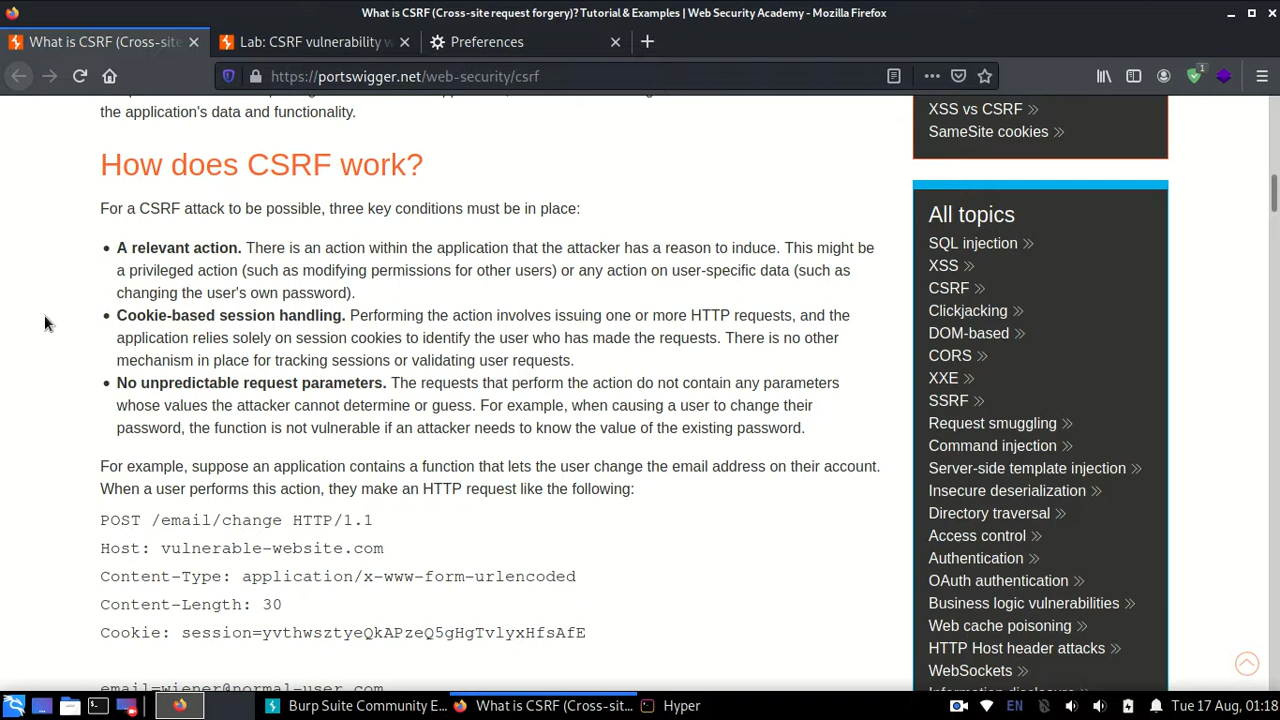 What is CSRF (Cross-site request forgery)? Tutorial & Examples | Web Security Academy - Mozilla Firefox
What is CSRF (Cross-site
Lab: CSRF vulnerability w
Preferences
https://portswigger.net/web-security/csrf
1
the application's data and functionality.
How does CSRF work?
For a CSRF attack to be possible, three key conditions must be in place:
A relevant action. There is an action within the application that the attacker has a reason to induce. This might be
a privileged action (such as modifying permissions for other users) or any action on user-specific data (such as
changing the user's own password).
Cookie-based session handling. Performing the action involves issuing one or more HTTP requests, and the
application relies solely on session cookies to identify the user who has made the requests. There is no other
mechanism in place for tracking sessions or validating user requests.
No unpredictable request parameters. The requests that perform the action do not contain any parameters
whose values the attacker cannot determine or guess. For example, when causing a user to change their
password, the function is not vulnerable if an attacker needs to know the value of the existing password.
For example, suppose an application contains a function that lets the user change the email address on their account.
When a user performs this action, they make an HTTP request like the following:
POST /email/change HTTP/1.1
Host: vulnerable-website.com
Content-Type: application/x-www-form-urlencoded
Content-Length: 30
Cookie: session=yvthwsztyeQkAPzeQ5gHgTvlyxHfsAfE
email=wiener@normal-user.com
XSS vs CSRF
SameSite cookies
All topics
SQL injection
XSS
CSRF
Clickjacking
DOM-based
CORS
XXE
SSRF
Request smuggling
Command injection
Server-side template injection
Insecure deserialization
Directory traversal
Access control
Authentication
OAuth authentication
Business logic vulnerabilities
Web cache poisoning
HTTP Host header attacks
WebSockets
Information disclosure
Burp Suite Community E...
What is CSRF (Cross-sit...
Hyper
EN
Tue 17 Aug, 01:18